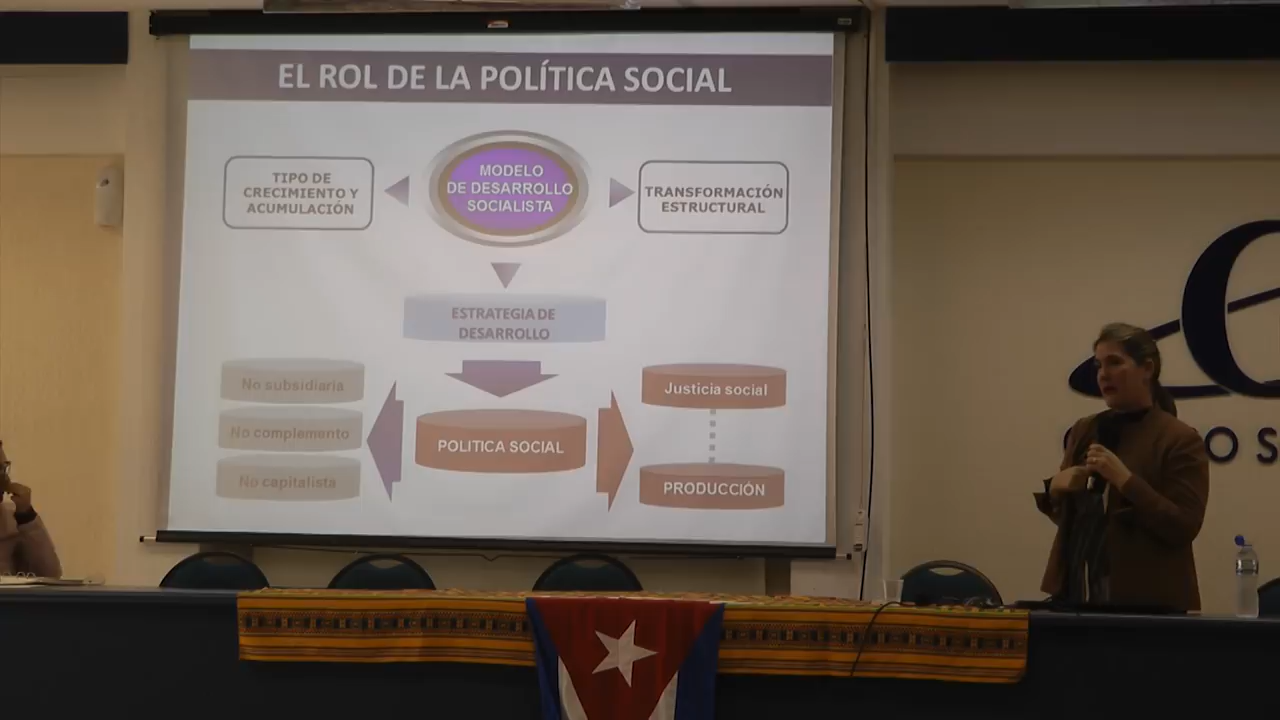 EL ROL DE LA POLÍTICA SOCIAL
TIPO DE
CRECIMIENTO Y
ACUMULACIÓN
MODELO
DE DESARROLLO
SOCIALISTA
TRANSFORMACIÓN
ESTRUCTURAL
ESTRATEGIA DE
DESARROLLO
No subsidiaria
No complemento
No capitalista
POLITICA SOCIAL
Justicia social
PRODUCCIÓN
OS